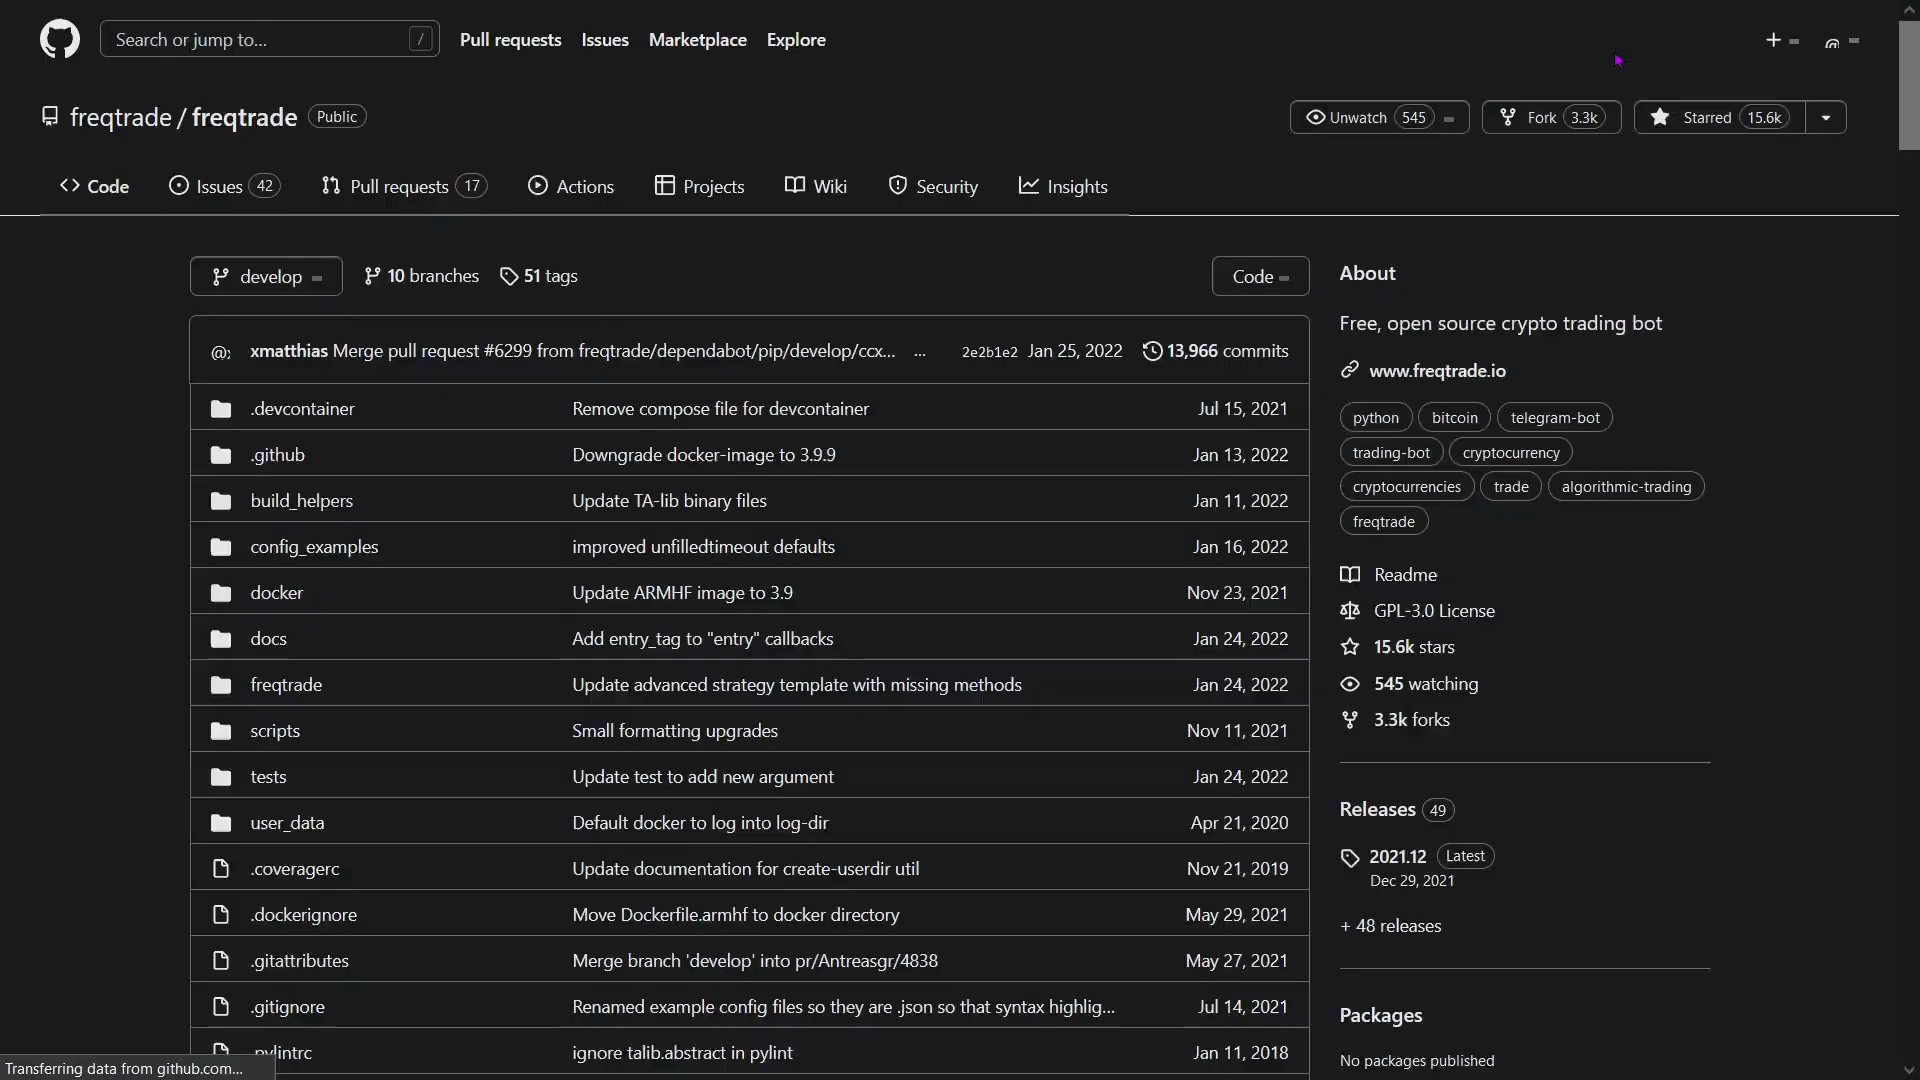 Search or jump to... /
Pull requests Issues Marketplace Explore
freqtrade / freqtrade Public
Unwatch 545 Fork 3.3k Starred 15.6k
Code Issues 42 Pull requests 17 Actions Projects Wiki Security Insights
develop 10 branches 51 tags Code
xmatthias Merge pull request #6299 from freqtrade/dependabot/pip/develop/ccx... ... 2e2b1e2 Jan 25, 2022 13,966 commits
.devcontainer Remove compose file for devcontainer Jul 15, 2021
.github Downgrade docker-image to 3.9.9 Jan 13, 2022
build_helpers Update TA-lib binary files Jan 11, 2022
config_examples improved unfilledtimeout defaults Jan 16, 2022
docker Update ARMHF image to 3.9 Nov 23, 2021
docs Add entry_tag to "entry" callbacks Jan 24, 2022
freqtrade Update advanced strategy template with missing methods Jan 24, 2022
scripts Small formatting upgrades Nov 11, 2021
tests Update test to add new argument Jan 24, 2022
user_data Default docker to log into log-dir Apr 21, 2020
.coveragerc Update documentation for create-userdir util Nov 21, 2019
.dockerignore Move Dockerfile.armhf to docker directory May 29, 2021
.gitattributes Merge branch 'develop' into pr/Antreasgr/4838 May 27, 2021
.gitignore Renamed example config files so they are .json so that syntax highlig... Jul 14, 2021
.pylintrc ignore talib.abstract in pylint Jan 11, 2018
About
Free, open source crypto trading bot
www.freqtrade.io
python bitcoin telegram-bot
trading-bot cryptocurrency
cryptocurrencies trade algorithmic-trading
freqtrade
Readme
GPL-3.0 License
15.6k stars
545 watching
3.3k forks
Releases 49
2021.12 Latest
Dec 29, 2021
+ 48 releases
Packages
No packages published
Transferring data from github.com...